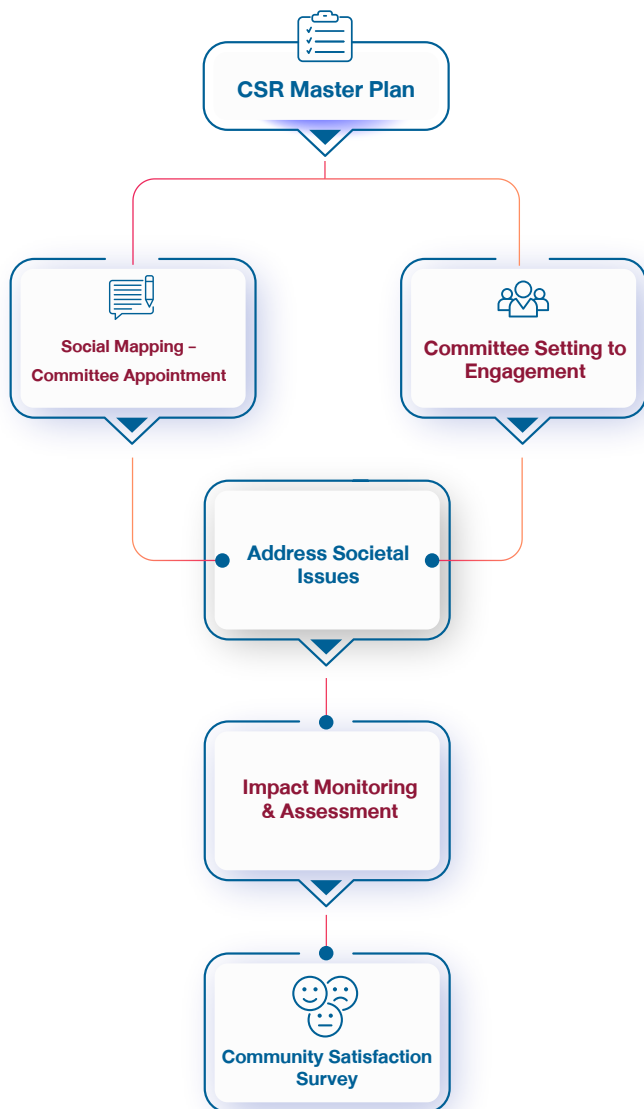 CSR Master Plan
Social Mapping –
Committee Appointment
Committee Setting to
Engagement
Address Societal
Issues
Impact Monitoring
& Assessment
Community Satisfaction
Survey